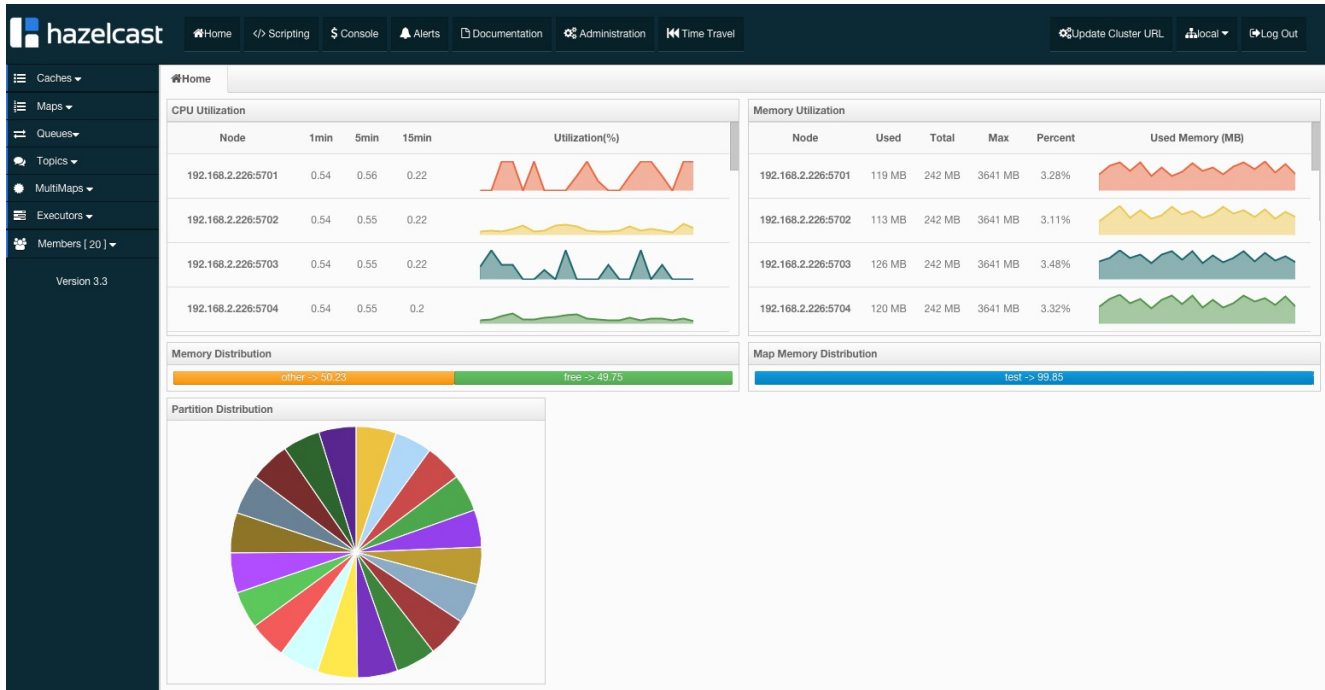 hazelcast Home </> Scripting $ Console Alerts Documentation Administration Time Travel Update Cluster URL local Log Out
Caches
Maps
Queues
Topics
MultiMaps
Executors
Members [ 20 ]
Version 3.3
Home
CPU Utilization
Node 1min 5min 15min Utilization(%)
192.168.2.226:5701 0.54 0.56 0.22
192.168.2.226:5702 0.54 0.55 0.22
192.168.2.226:5703 0.54 0.55 0.22
192.168.2.226:5704 0.54 0.55 0.2
Memory Utilization
Node Used Total Max Percent Used Memory (MB)
192.168.2.226:5701 119 MB 242 MB 3641 MB 3.28%
192.168.2.226:5702 113 MB 242 MB 3641 MB 3.11%
192.168.2.226:5703 126 MB 242 MB 3641 MB 3.48%
192.168.2.226:5704 120 MB 242 MB 3641 MB 3.32%
Memory Distribution
other -> 50.23 free -> 49.75
Map Memory Distribution
test -> 99.85
Partition Distribution